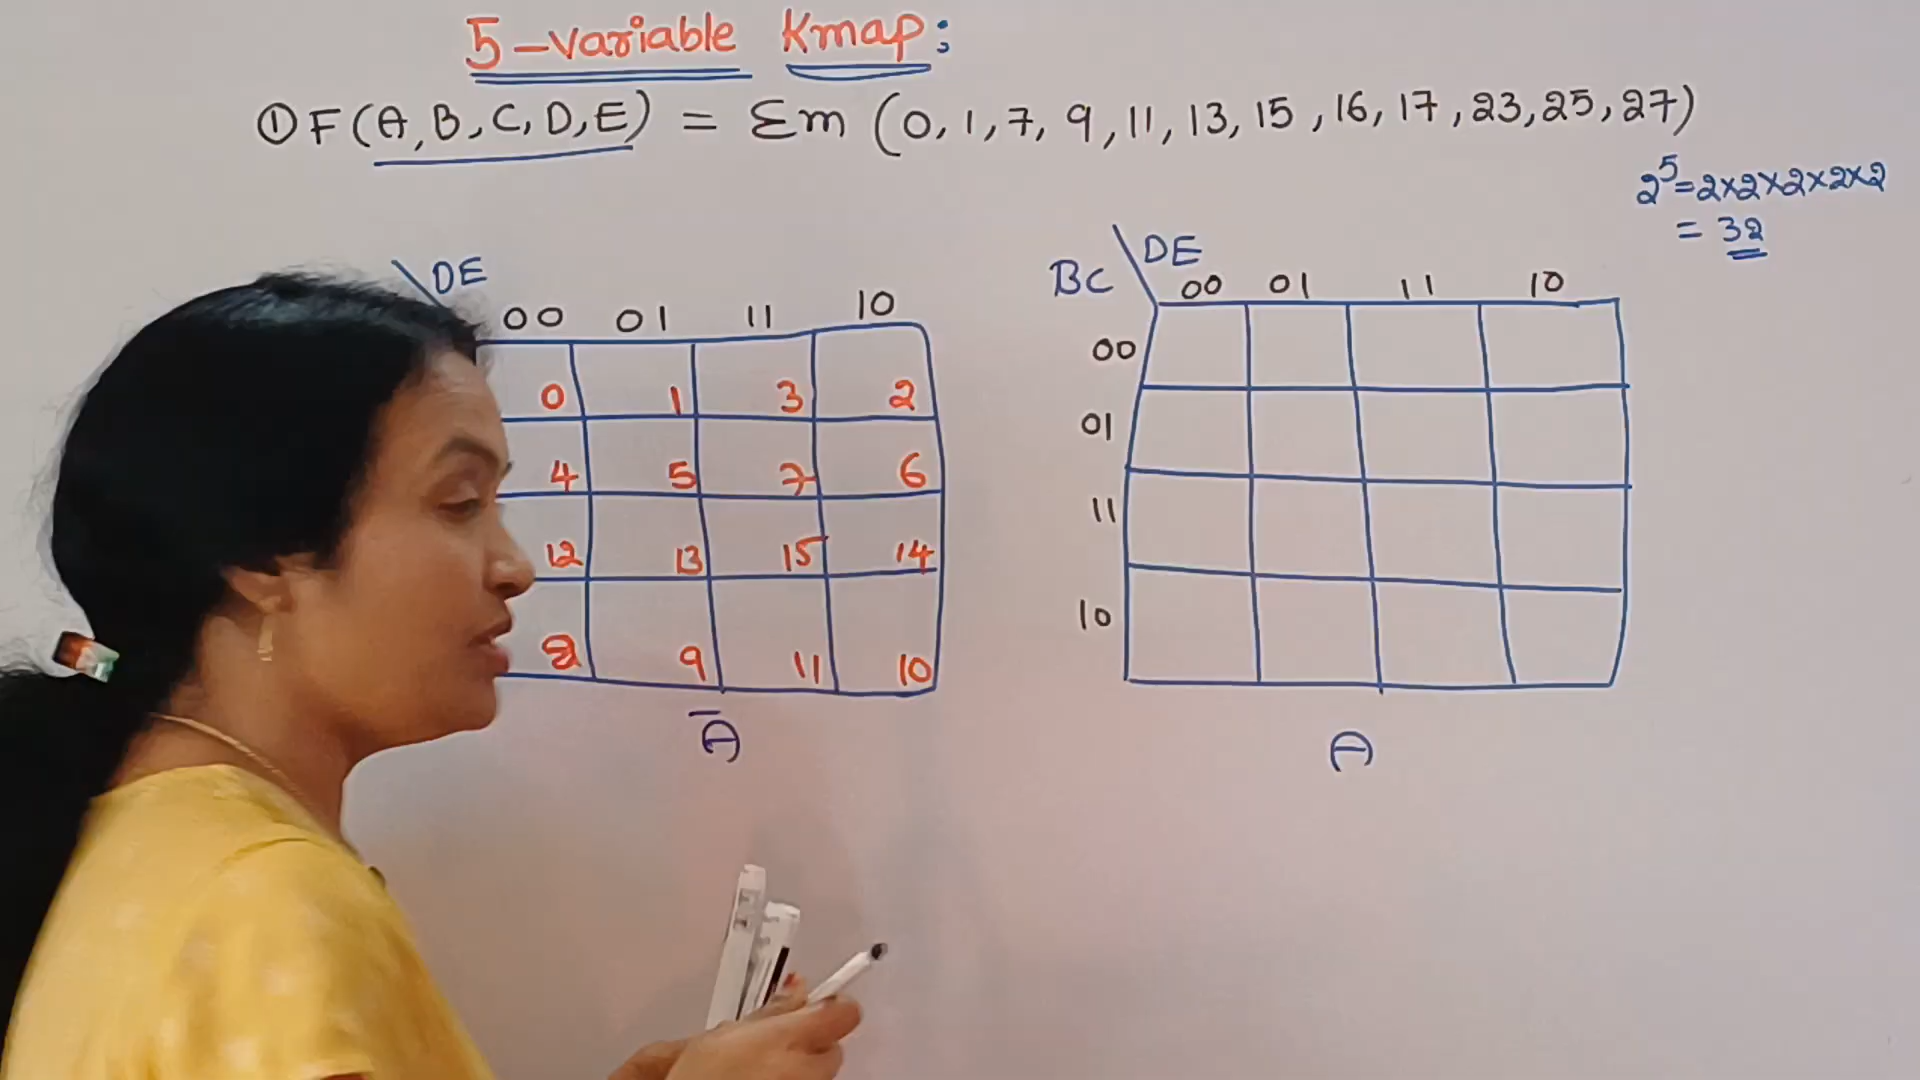 5-variable Kmap:
① F(A,B,C,D,E) = Σm (0, 1, 7, 9, 11, 13, 15, 16, 17, 23, 25, 27)
2⁵=2×2×2×2×2
= 32
DE
00 01 11 10
0 1 3 2
4 5 7 6
12 13 15 14
8 9 11 10
A̅
BC DE
00 01 11 10
00
01
11
10
A